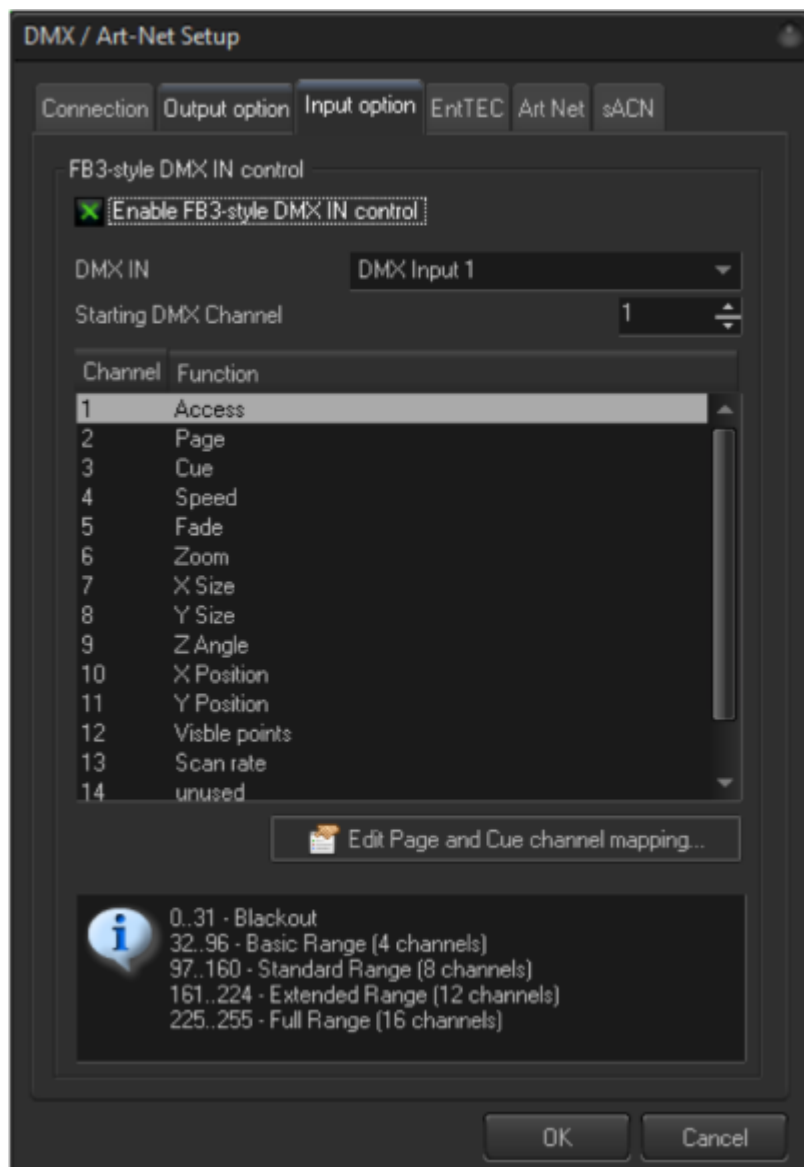 DMX / Art-Net Setup
Connection Output option Input option EntTEC Art Net sACN
FB3-style DMX IN control
Enable FB3-style DMX IN control
DMX IN DMX Input 1
Starting DMX Channel 1
Channel Function
1 Access
2 Page
3 Cue
4 Speed
5 Fade
6 Zoom
7 X Size
8 Y Size
9 Z Angle
10 X Position
11 Y Position
12 Visble points
13 Scan rate
14 unused
Edit Page and Cue channel mapping...
0..31 - Blackout
32..96 - Basic Range (4 channels)
97..160 - Standard Range (8 channels)
161..224 - Extended Range (12 channels)
225..255 - Full Range (16 channels)
OK Cancel